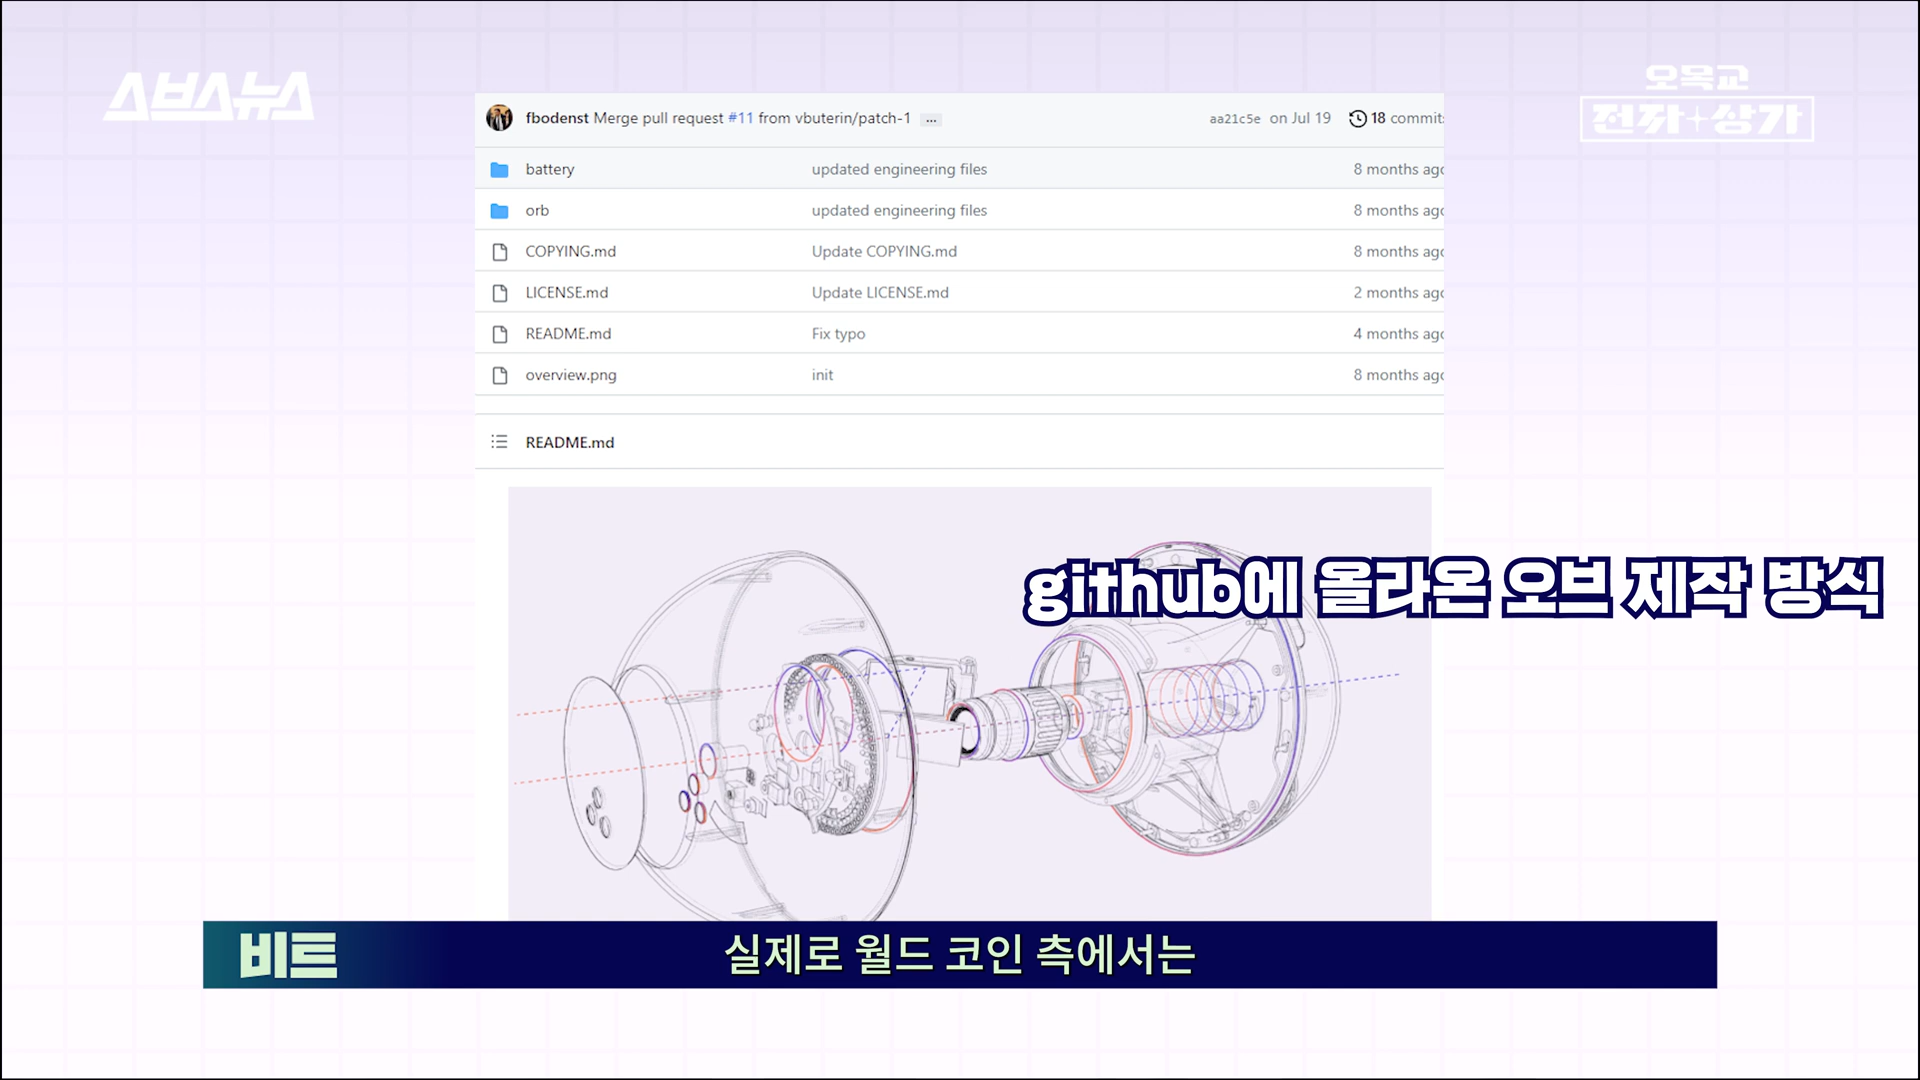 스브스뉴스
오목교
전자+상가
fbodenst Merge pull request #11 from vbuterin/patch-1 ... aa21c5e on Jul 19 18 commits
battery updated engineering files 8 months ago
orb updated engineering files 8 months ago
COPYING.md Update COPYING.md 8 months ago
LICENSE.md Update LICENSE.md 2 months ago
README.md Fix typo 4 months ago
overview.png init 8 months ago
README.md
github에 올라온 오브 제작 방식
비트 실제로 월드 코인 측에서는